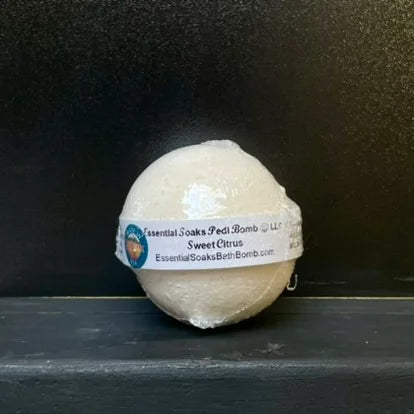 Essential Soaks Pedi Bomb © LLC
Sweet Citrus
EssentialSoaksBathBomb.com